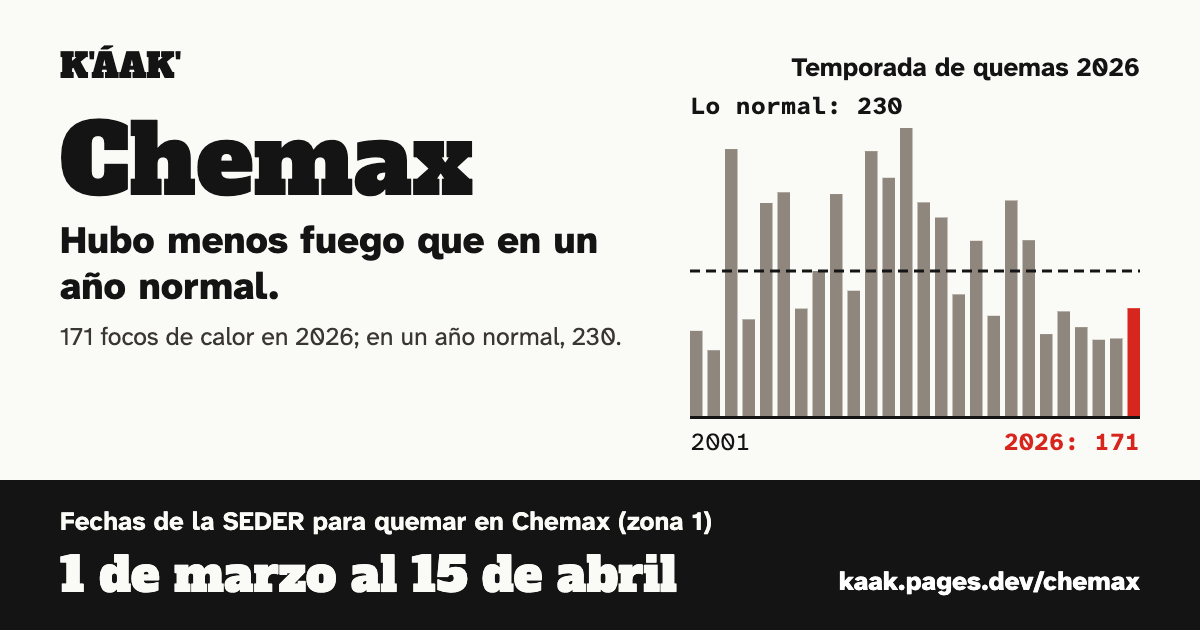 K'ÁAK'
Chemax
Hubo menos fuego que en un
año normal.
171 focos de calor en 2026; en un año normal, 230.
Temporada de quemas 2026
Lo normal: 230
2001
2026: 171
Fechas de la SEDER para quemar en Chemax (zona 1)
1 de marzo al 15 de abril
kaak.pages.dev/chemax